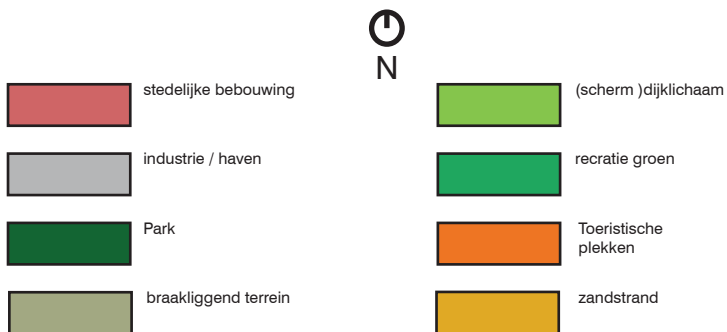 N
stedelijke bebouwing
industrie / haven
Park
braakliggend terrein
(scherm )dijklichaam
recratie groen
Toeristische
plekken
zandstrand